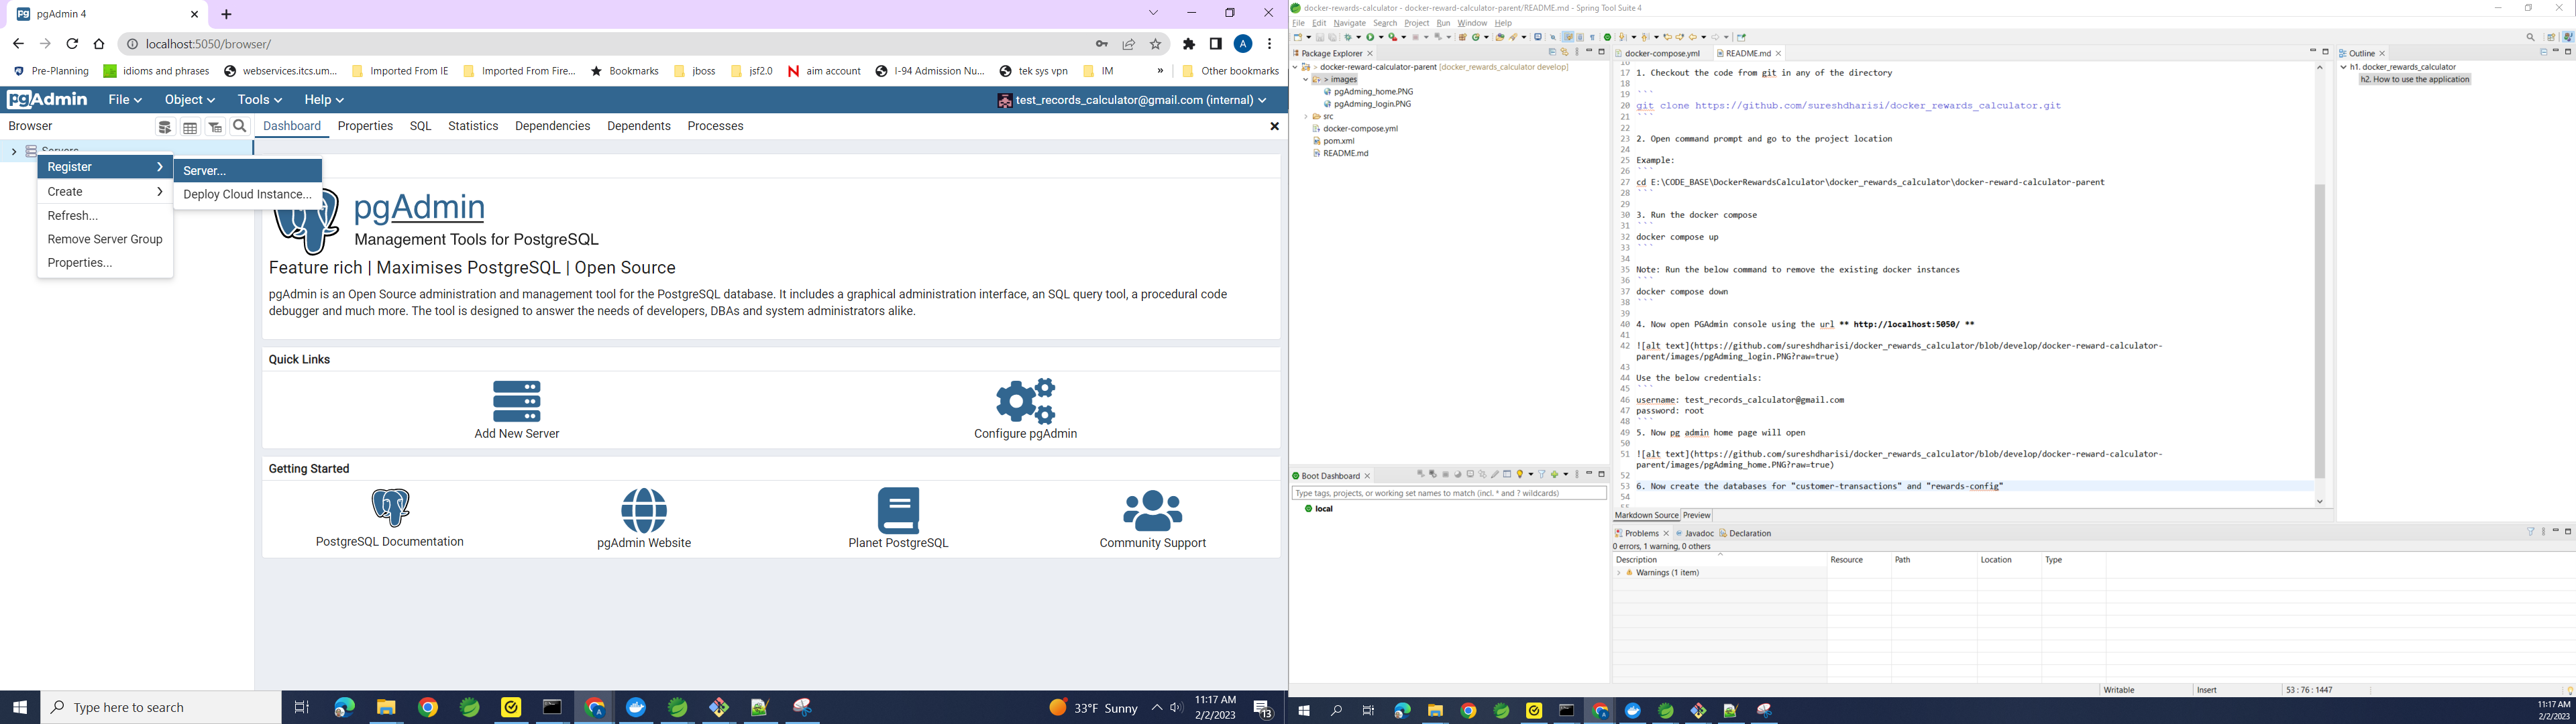 pgAdmin 4
localhost:5050/browser/
A
Pre-Planning
idioms and phrases
webservices.itcs.um...
Imported From IE
Imported From Fire...
Bookmarks
jboss
jsf2.0
aim account
I-94 Admission Nu...
tek sys vpn
IM
»
Other bookmarks
pgAdmin
File
Object
Tools
Help
test_records_calculator@gmail.com (internal)
Browser
Dashboard
Properties
SQL
Statistics
Dependencies
Dependents
Processes
Servers
Register
Server...
Create
Deploy Cloud Instance...
Refresh...
Remove Server Group
Properties...
pgAdmin
Management Tools for PostgreSQL
Feature rich | Maximises PostgreSQL | Open Source
pgAdmin is an Open Source administration and management tool for the PostgreSQL database. It includes a graphical administration interface, an SQL query tool, a procedural code
debugger and much more. The tool is designed to answer the needs of developers, DBAs and system administrators alike.
Quick Links
Add New Server
Configure pgAdmin
Getting Started
PostgreSQL Documentation
pgAdmin Website
Planet PostgreSQL
Community Support
Type here to search
33°F Sunny
11:17 AM
2/2/2023
13
docker-rewards-calculator - docker-reward-calculator-parent/README.md - Spring Tool Suite 4
File Edit Navigate Search Project Run Window Help
Package Explorer
docker-reward-calculator-parent [docker_rewards_calculator develop]
> images
pgAdming_home.PNG
pgAdming_login.PNG
src
docker-compose.yml
pom.xml
README.md
Boot Dashboard
Type tags, projects, or working set names to match (incl. * and ? wildcards)
local
docker-compose.yml
README.md
17 1. Checkout the code from git in any of the directory
18
19 ```
20 git clone https://github.com/sureshdharisi/docker_rewards_calculator.git
21 ```
22
23 2. Open command prompt and go to the project location
24
25 Example:
26 ```
27 cd E:\CODE_BASE\DockerRewardsCalculator\docker_rewards_calculator\docker-reward-calculator-parent
28 ```
29
30 3. Run the docker compose
31 ```
32 docker compose up
33 ```
34
35 Note: Run the below command to remove the existing docker instances
36 ```
37 docker compose down
38 ```
39
40 4. Now open PGAdmin console using the url ** http://localhost:5050/ **
41
42 ![alt text](https://github.com/sureshdharisi/docker_rewards_calculator/blob/develop/docker-reward-calculator-
parent/images/pgAdming_login.PNG?raw=true)
43
44 Use the below credentials:
45 ```
46 username: test_records_calculator@gmail.com
47 password: root
48 ```
49 5. Now pg admin home page will open
50
51 ![alt text](https://github.com/sureshdharisi/docker_rewards_calculator/blob/develop/docker-reward-calculator-
parent/images/pgAdming_home.PNG?raw=true)
52
53 6. Now create the databases for "customer-transactions" and "rewards-config"
54
Markdown Source
Preview
Outline
h1. docker_rewards_calculator
h2. How to use the application
Problems
Javadoc
Declaration
0 errors, 1 warning, 0 others
Description
Resource
Path
Location
Type
Warnings (1 item)
Writable
Insert
53 : 76 : 1447
11:17 AM
2/2/2023